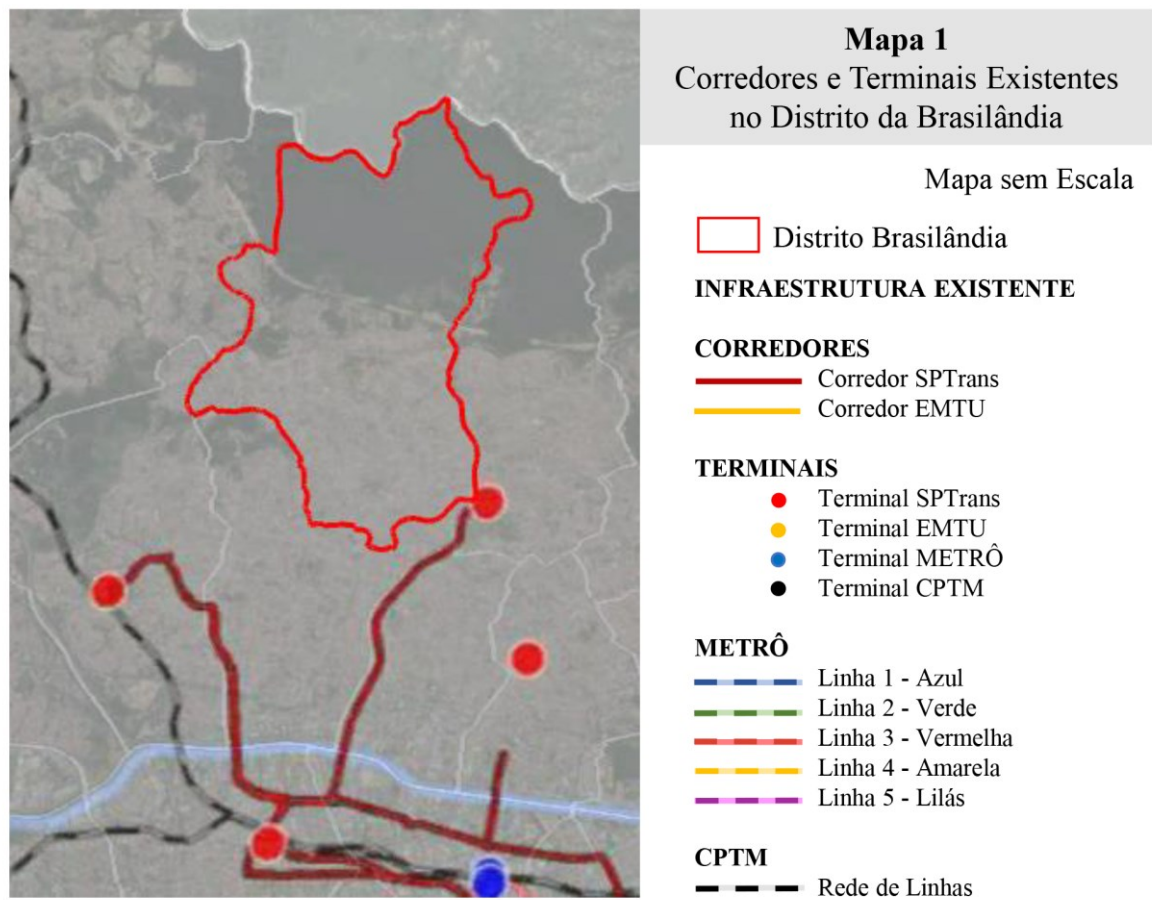 Mapa 1
Corredores e Terminais Existentes
no Distrito da Brasilândia
Mapa sem Escala
Distrito Brasilândia
INFRAESTRUTURA EXISTENTE
CORREDORES
Corredor SPTrans
Corredor EMTU
TERMINAIS
Terminal SPTrans
Terminal EMTU
Terminal METRÔ
Terminal CPTM
METRÔ
Linha 1 - Azul
Linha 2 - Verde
Linha 3 - Vermelha
Linha 4 - Amarela
Linha 5 - Lilás
CPTM
Rede de Linhas